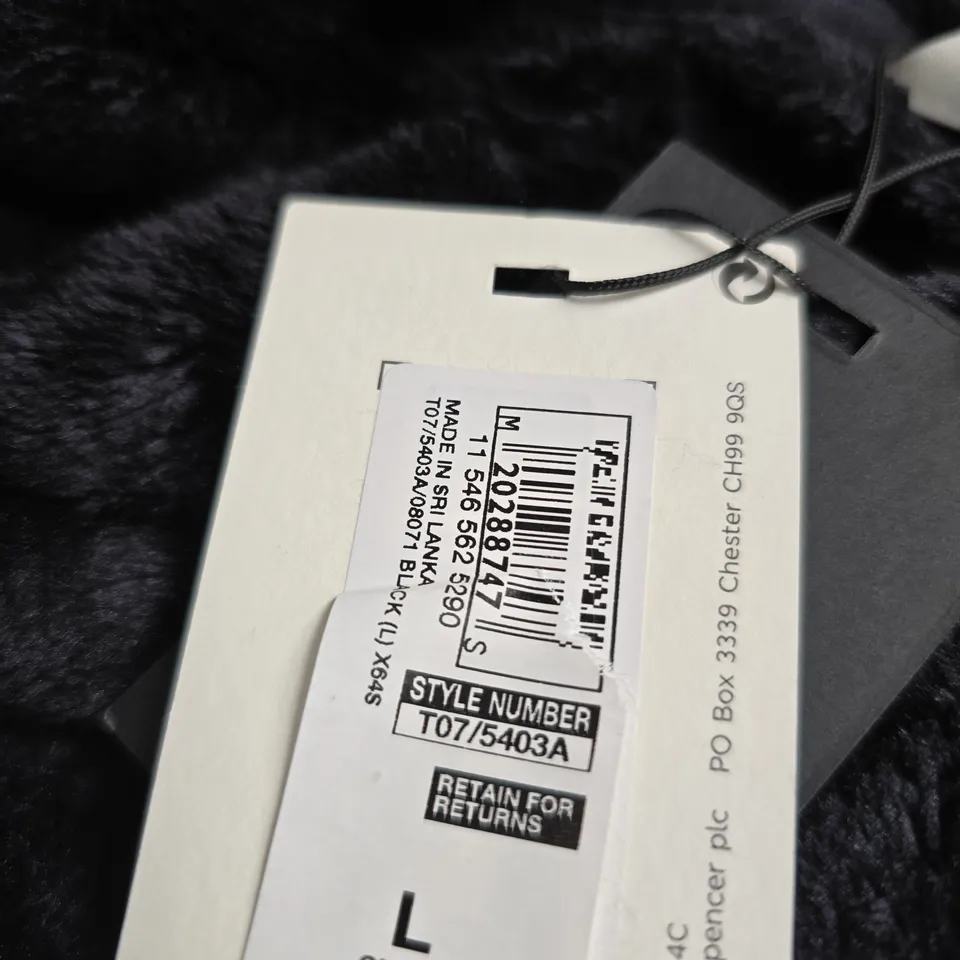 M 20288747 S
11 546 562 5290
MADE IN SRI LANKA
T07/5403A/08071 BLACK (L) X64S
STYLE NUMBER
T07/5403A
RETAIN FOR
RETURNS
L
4C
pencer plc PO Box 3339 Chester CH99 9QS